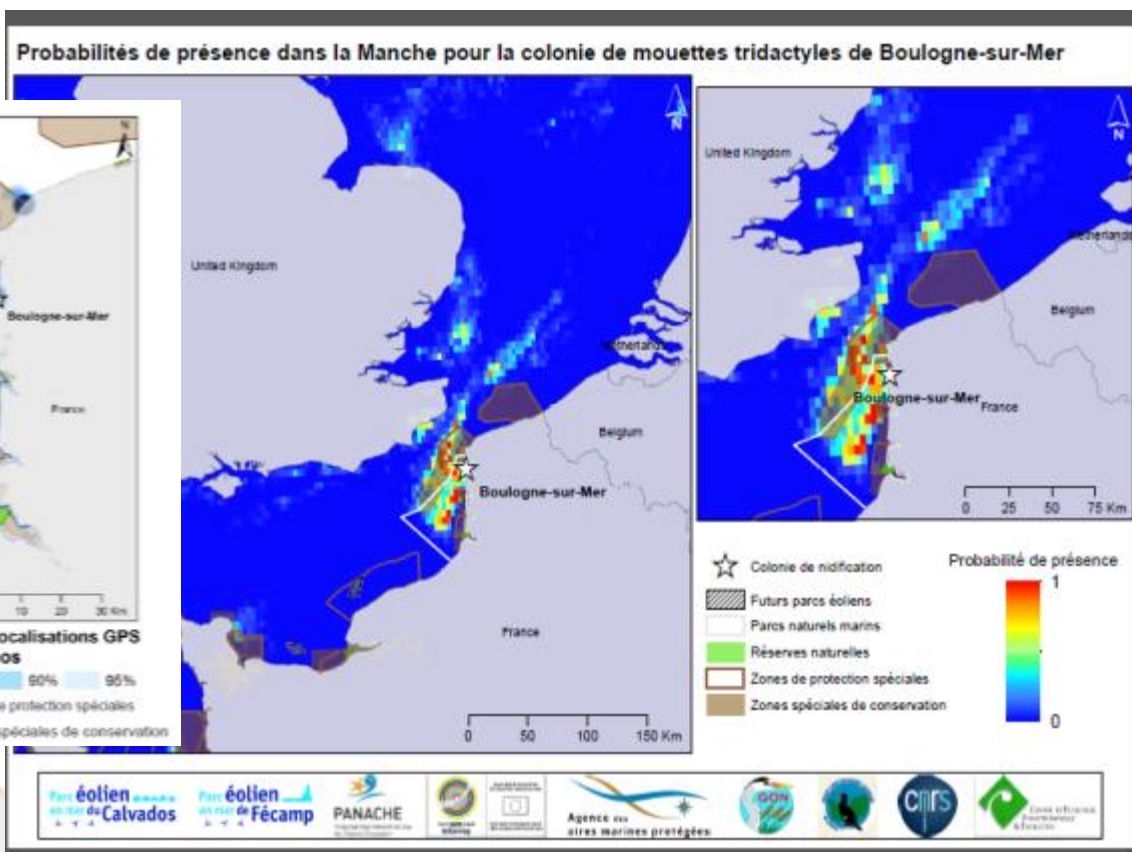 Probabilités de présence dans la Manche pour la colonie de mouettes tridactyles de Boulogne-sur-Mer
N
Boulogne-sur-Mer
France
10 20 30 Km
ocalisations GPS
os
90% 95%
e protection spéciales
spéciales de conservation
N
United Kingdom
Netherlands
Belgium
Boulogne-sur-Mer
France
0 50 100 150 Km
N
United Kingdom
Netherlands
Belgium
Boulogne-sur-Mer
France
0 25 50 75 Km
Colonie de nidification
Futurs parcs éoliens
Parcs naturels marins
Réserves naturelles
Zones de protection spéciales
Zones spéciales de conservation
Probabilité de présence
1
0
Parc éolien
en mer du Calvados
Parc éolien
en mer de Fécamp
PANACHE
Agence des
aires marines protégées
GON
cnrs